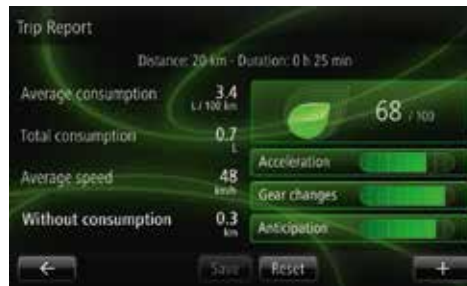 Trip Report
Distance: 20 km - Duration: 0 h 25 min
Average consumption 3.4
L / 100 km
68 / 100
Total consumption 0.7
L
Acceleration
Average speed 48
km/h
Gear changes
Without consumption 0.3
km
Anticipation
Save Reset +